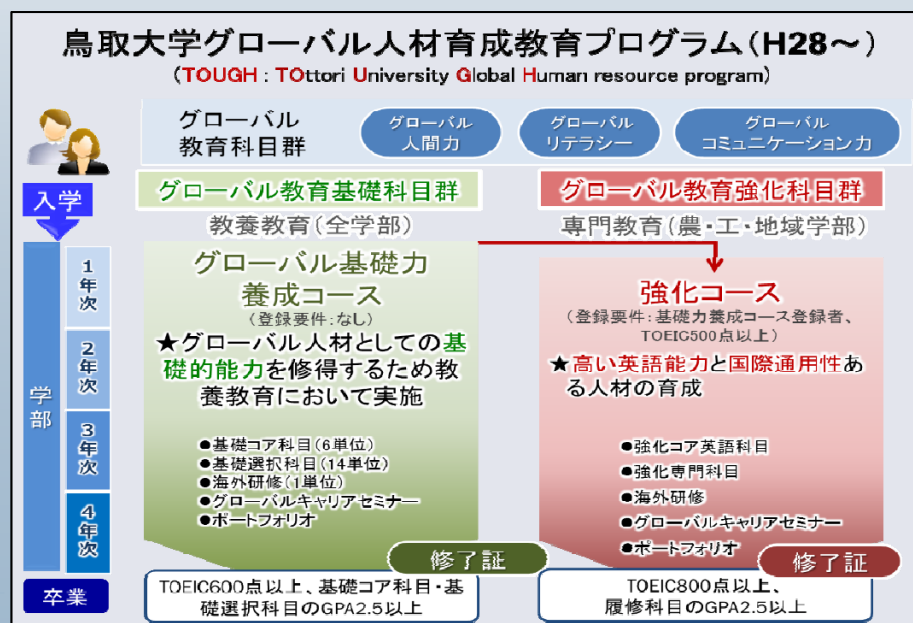 鳥取大学グローバル人材育成教育プログラム(H28～)
(TOUGH : TOttori University Global Human resource program)
グローバル
教育科目群
グローバル
人間力
グローバル
リテラシー
グローバル
コミュニケーション力
入学
グローバル教育基礎科目群
教養教育(全学部)
グローバル教育強化科目群
専門教育(農・工・地域学部)
学部
1年次
2年次
3年次
4年次
卒業
グローバル基礎力
養成コース
(登録要件:なし)
★グローバル人材としての基
礎的能力を修得するため教
養教育において実施
●基礎コア科目(6単位)
●基礎選択科目(14単位)
●海外研修(1単位)
●グローバルキャリアセミナー
●ポートフォリオ
修了証
TOEIC600点以上、基礎コア科目・基
礎選択科目のGPA2.5以上
強化コース
(登録要件:基礎力養成コース登録者、
TOEIC500点以上)
★高い英語能力と国際通用性あ
る人材の育成
●強化コア英語科目
●強化専門科目
●海外研修
●グローバルキャリアセミナー
●ポートフォリオ
修了証
TOEIC800点以上、
履修科目のGPA2.5以上